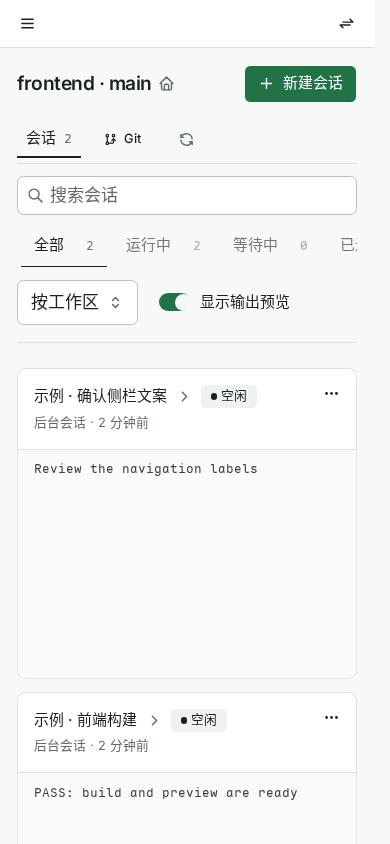 frontend · main
新建会话
会话 2
Git
搜索会话
全部 2 运行中 2 等待中 0
按工作区
显示输出预览
示例 · 确认侧栏文案
空闲
后台会话 · 2 分钟前
Review the navigation labels
示例 · 前端构建
空闲
后台会话 · 2 分钟前
PASS: build and preview are ready